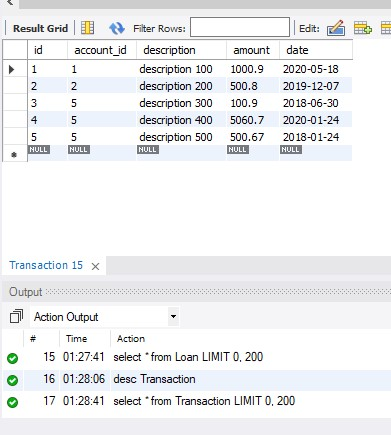 Result Grid Filter Rows: Edit:
id account_id description amount date
1 1 description 100 1000.9 2020-05-18
2 2 description 200 500.8 2019-12-07
3 5 description 300 100.9 2018-06-30
4 5 description 400 5060.7 2020-01-24
5 5 description 500 500.67 2018-01-24
NULL NULL NULL NULL NULL
Transaction 15
Output
Action Output
# Time Action
15 01:27:41 select * from Loan LIMIT 0, 200
16 01:28:06 desc Transaction
17 01:28:41 select * from Transaction LIMIT 0, 200